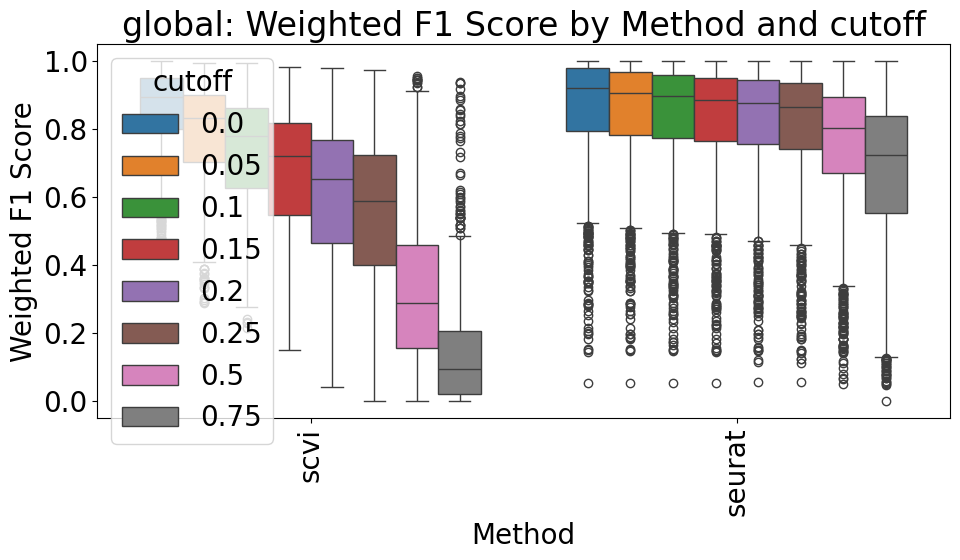 global: Weighted F1 Score by Method and cutoff
Weighted F1 Score
1.0
0.8
0.6
0.4
0.2
0.0
cutoff
0.0
0.05
0.1
0.15
0.2
0.25
0.5
0.75
scvi
seurat
Method